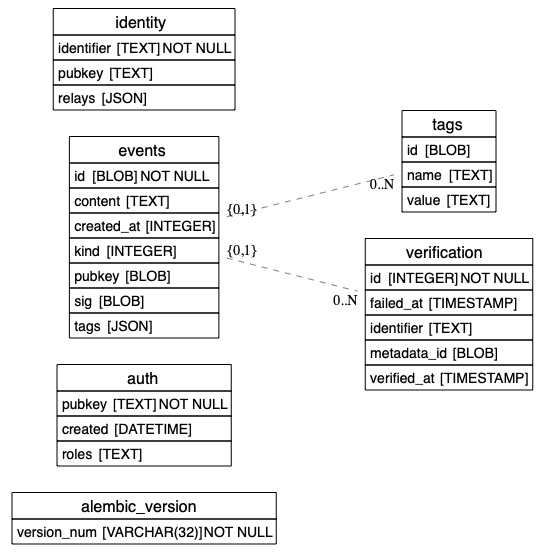 identity
identifier [TEXT] NOT NULL
pubkey [TEXT]
relays [JSON]
events
id [BLOB] NOT NULL
content [TEXT]
created_at [INTEGER]
kind [INTEGER]
pubkey [BLOB]
sig [BLOB]
tags [JSON]
{0,1}
0..N
{0,1}
0..N
tags
id [BLOB]
name [TEXT]
value [TEXT]
verification
id [INTEGER] NOT NULL
failed_at [TIMESTAMP]
identifier [TEXT]
metadata_id [BLOB]
verified_at [TIMESTAMP]
auth
pubkey [TEXT] NOT NULL
created [DATETIME]
roles [TEXT]
alembic_version
version_num [VARCHAR(32)] NOT NULL